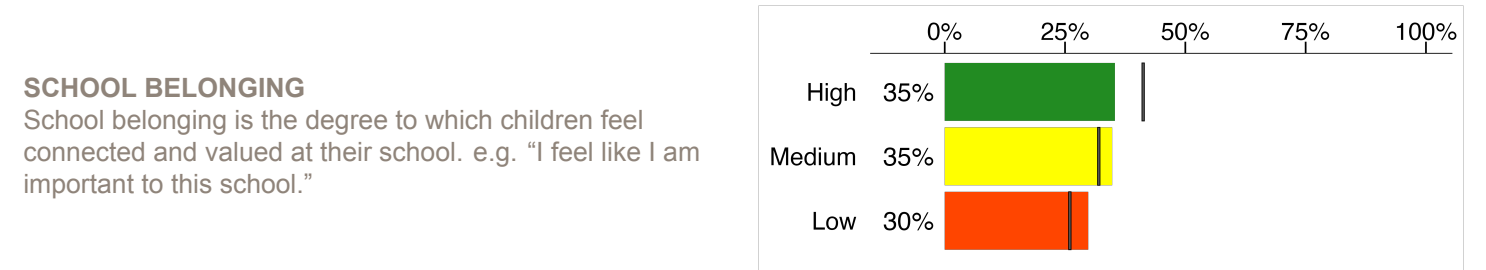 SCHOOL BELONGING
School belonging is the degree to which children feel
connected and valued at their school. e.g. “I feel like I am
important to this school.”
0% 25% 50% 75% 100%
High 35%
Medium 35%
Low 30%